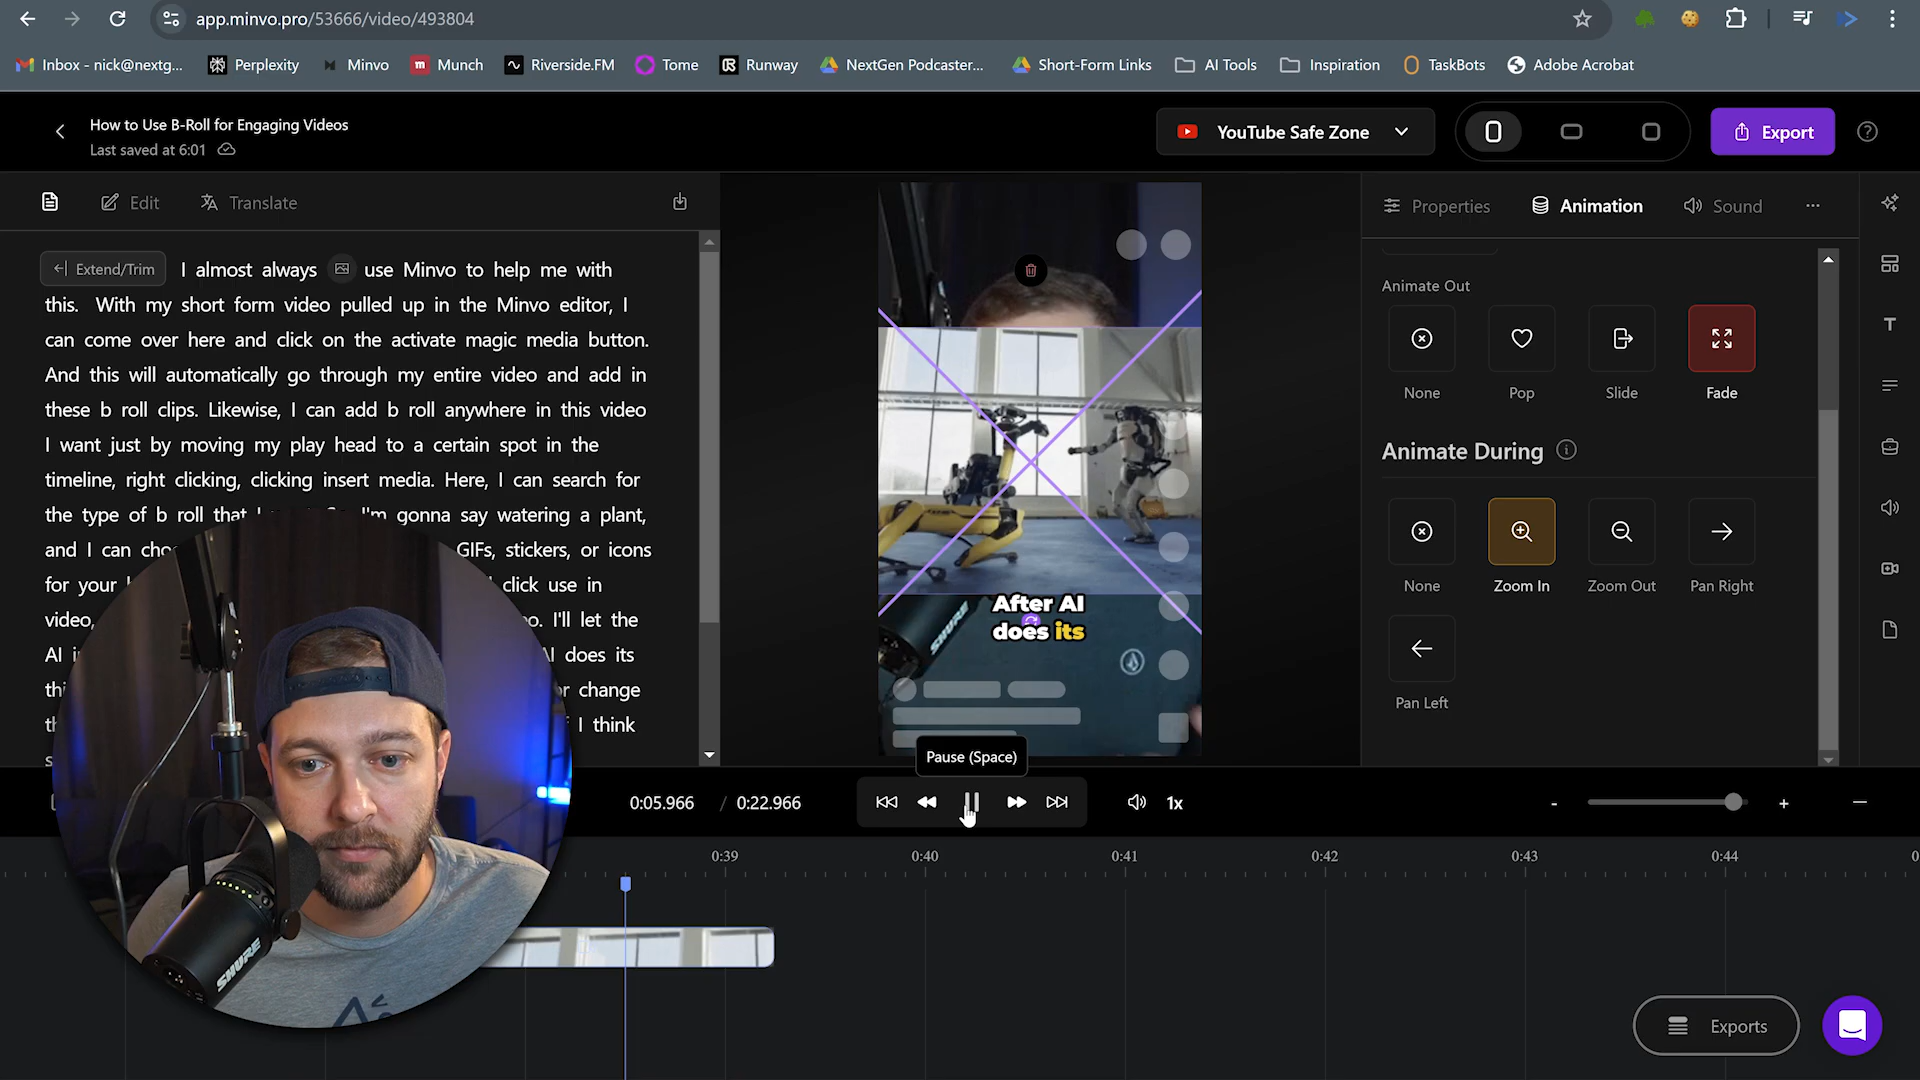 app.minvo.pro/53666/video/493804
Inbox - nick@nextg... Perplexity Minvo Munch Riverside.FM Tome Runway NextGen Podcaster... Short-Form Links AI Tools Inspiration TaskBots Adobe Acrobat
How to Use B-Roll for Engaging Videos
Last saved at 6:01
YouTube Safe Zone
Export
Edit Translate
Properties Animation Sound
Extend/Trim I almost always use Minvo to help me with
this. With my short form video pulled up in the Minvo editor, I
can come over here and click on the activate magic media button.
And this will automatically go through my entire video and add in
these b roll clips. Likewise, I can add b roll anywhere in this video
I want just by moving my play head to a certain spot in the
timeline, right clicking, clicking insert media. Here, I can search for
the type of b roll that I'm gonna say watering a plant,
and I can GIFs, stickers, or icons
for your click use in
video, I'll let the
AI does its
change
I think
After AI
does its
Animate Out
None Pop Slide Fade
Animate During
None Zoom In Zoom Out Pan Right
Pan Left
Pause (Space)
0:05.966 / 0:22.966
1x
- +
0:39 0:40 0:41 0:42 0:43 0:44
SHURE
SHURE
Exports